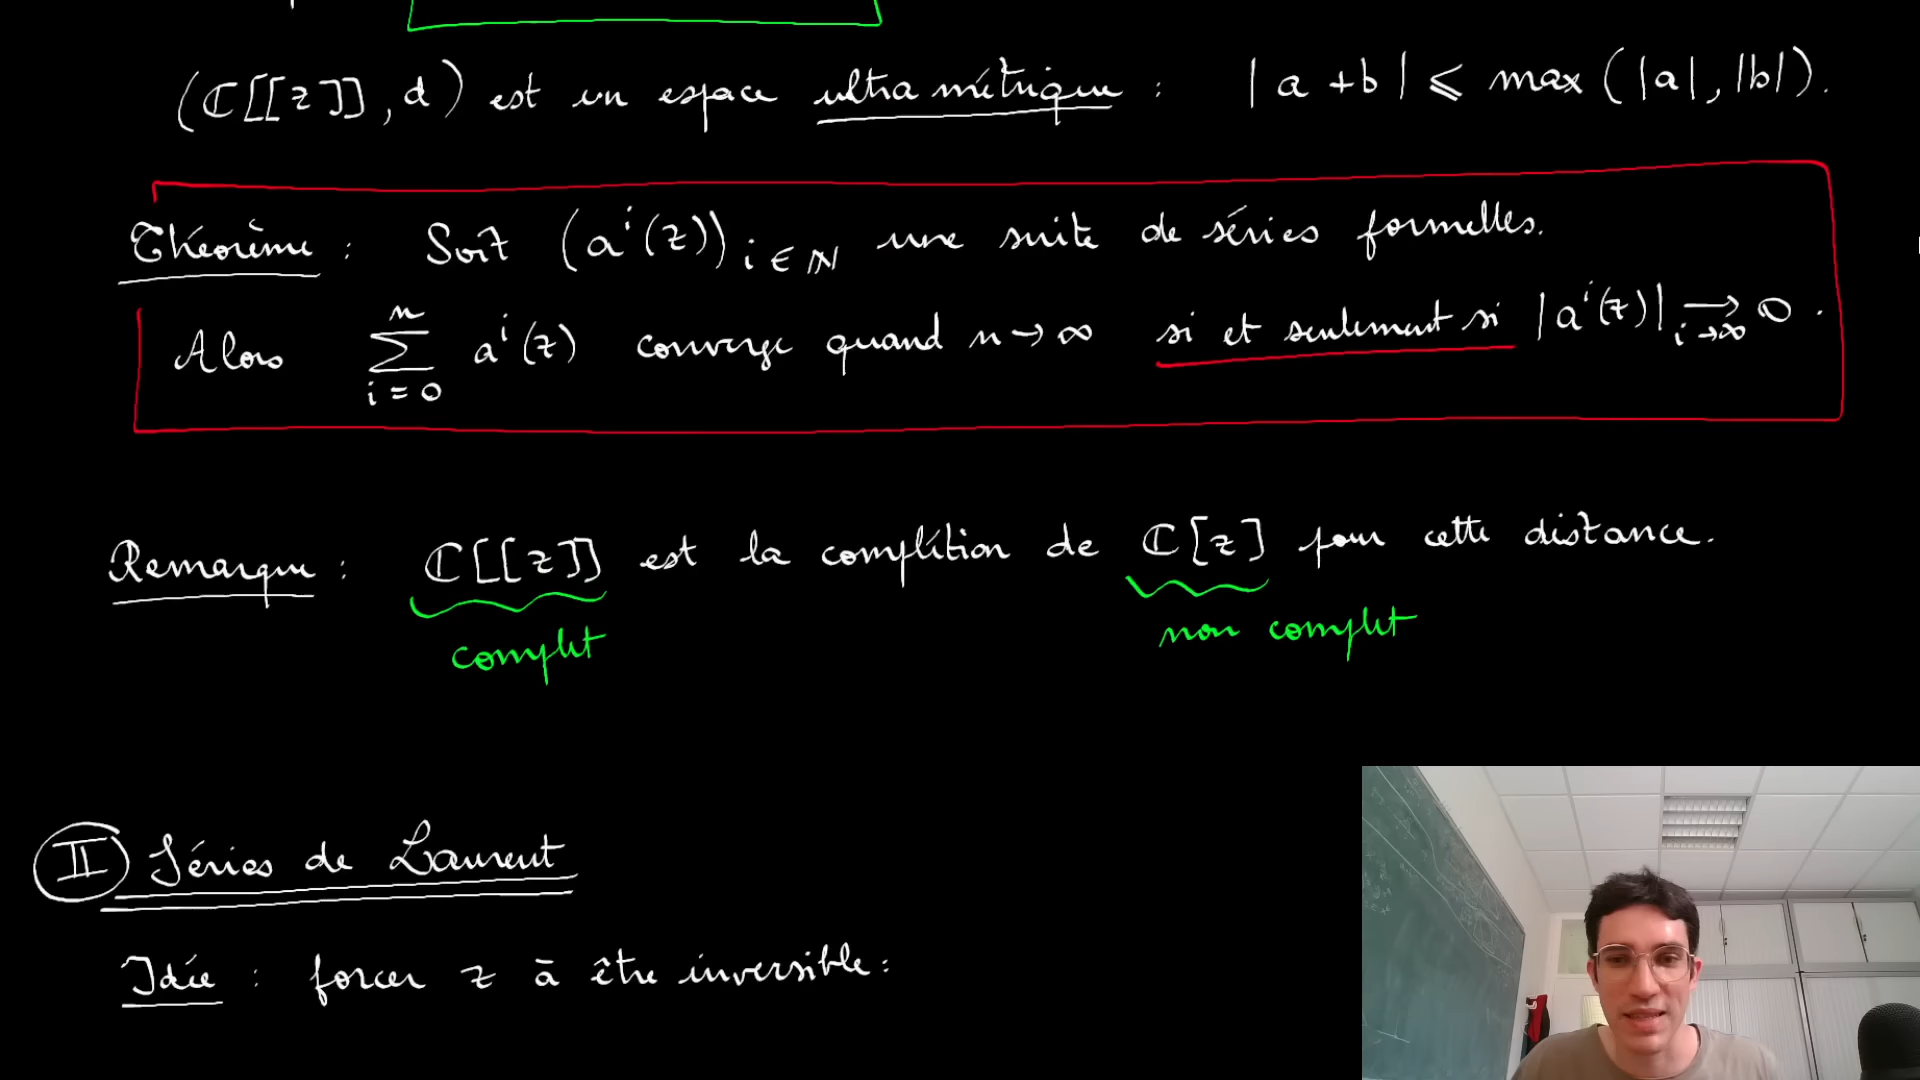 (ℂ[[z]], d) est un espace ultra métrique : |a + b| ⩽ max(|a|, |b|).
Théorème : Soit (aⁱ(z))_{i ∈ ℕ} une suite de séries formelles.
Alors ∑_{i=0}^{n} aⁱ(z) converge quand n → ∞ si et seulement si |aⁱ(z)| →_{i→∞} 0.
Remarque : ℂ[[z]] est la complétion de ℂ[z] pour cette distance.
complet non complet
II Séries de Laurent
Idée : forcer z à être inversible :